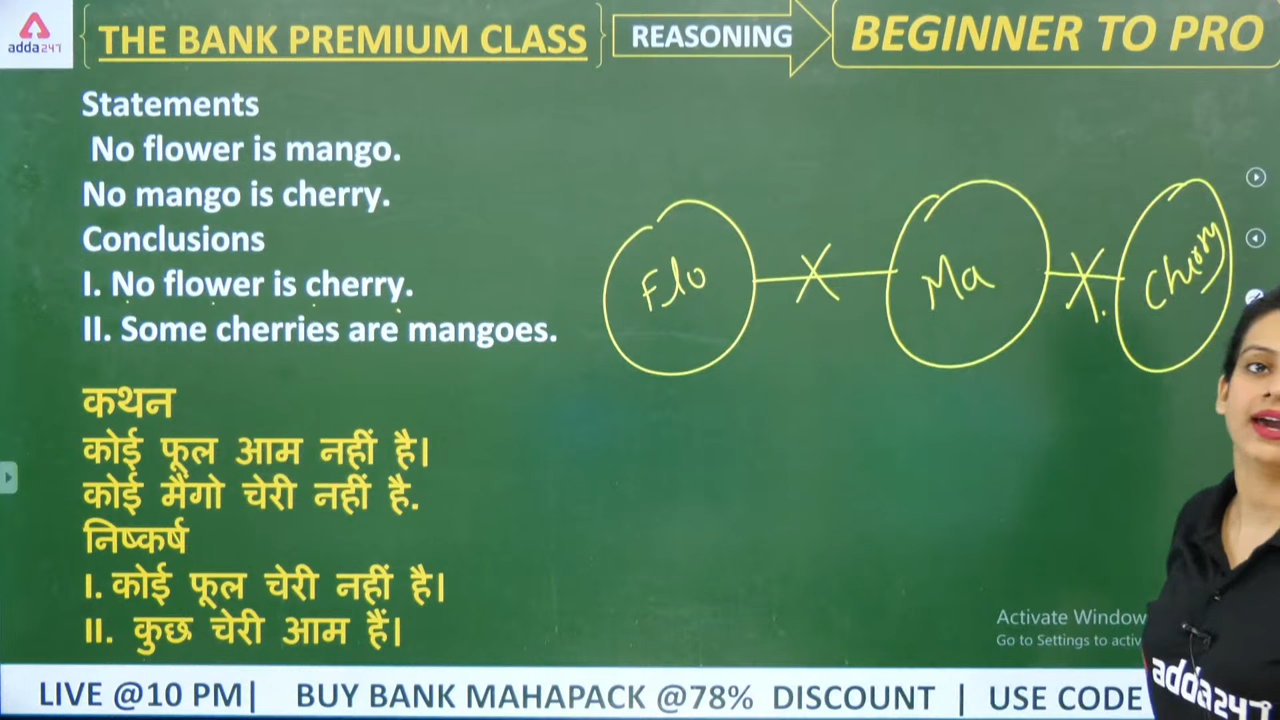 adda247
THE BANK PREMIUM CLASS
REASONING
BEGINNER TO PRO
Statements
No flower is mango.
No mango is cherry.
Conclusions
I. No flower is cherry.
II. Some cherries are mangoes.
Flo
Ma
Cherry
कथन
कोई फूल आम नहीं है।
कोई मैंगो चेरी नहीं है.
निष्कर्ष
I. कोई फूल चेरी नहीं है।
II. कुछ चेरी आम हैं।
Activate Window
Go to Settings to activ
adda247
LIVE @10 PM| BUY BANK MAHAPACK @78% DISCOUNT | USE CODE